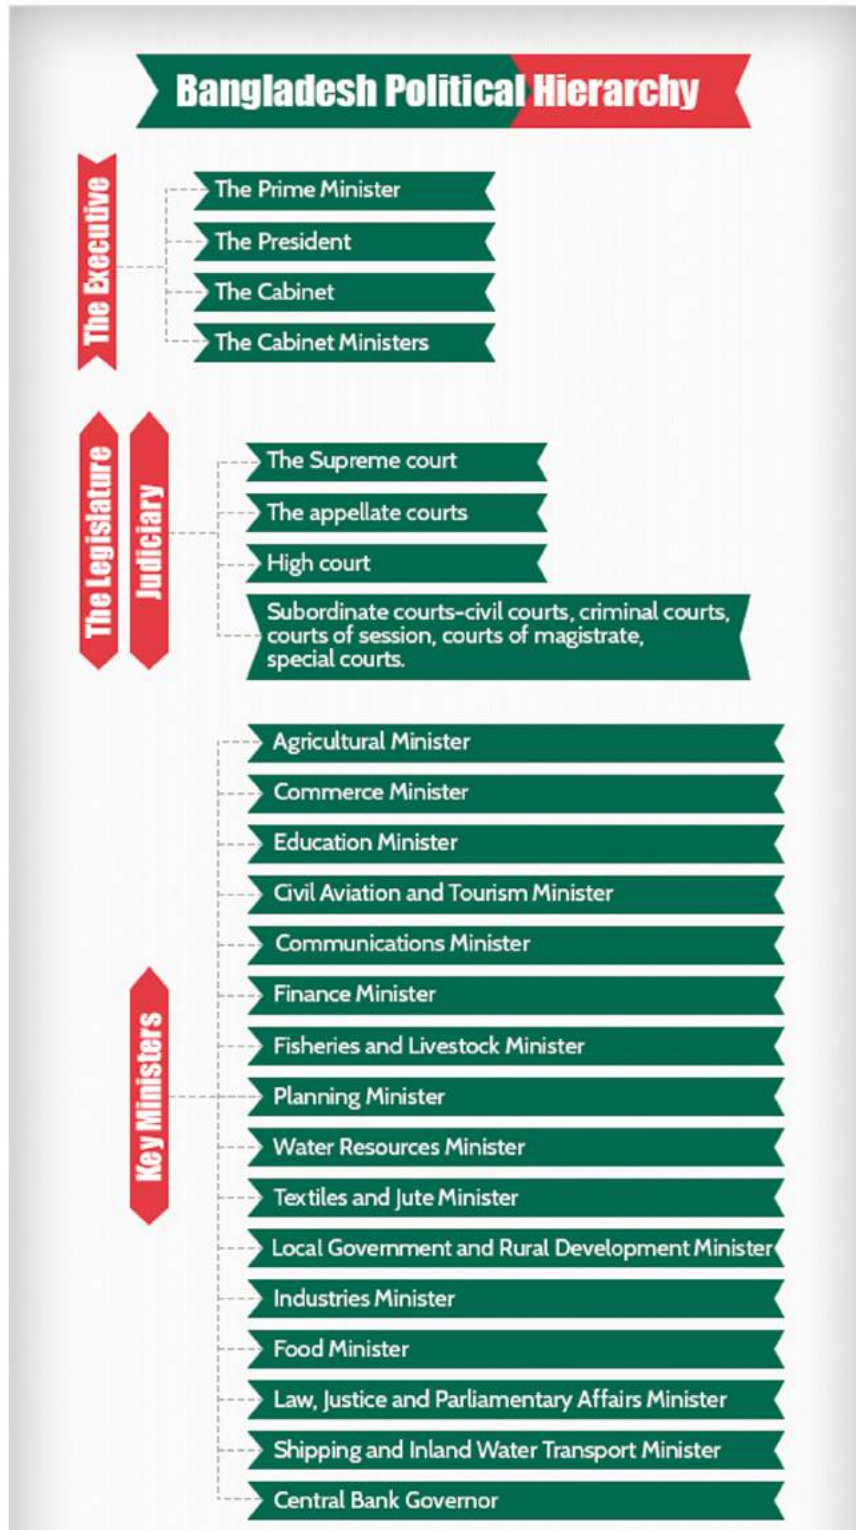 Bangladesh Political Hierarchy
The Executive
The Prime Minister
The President
The Cabinet
The Cabinet Ministers
The Legislature
Judiciary
The Supreme court
The appellate courts
High court
Subordinate courts-civil courts, criminal courts,
courts of session, courts of magistrate,
special courts.
Key Ministers
Agricultural Minister
Commerce Minister
Education Minister
Civil Aviation and Tourism Minister
Communications Minister
Finance Minister
Fisheries and Livestock Minister
Planning Minister
Water Resources Minister
Textiles and Jute Minister
Local Government and Rural Development Minister
Industries Minister
Food Minister
Law, Justice and Parliamentary Affairs Minister
Shipping and Inland Water Transport Minister
Central Bank Governor